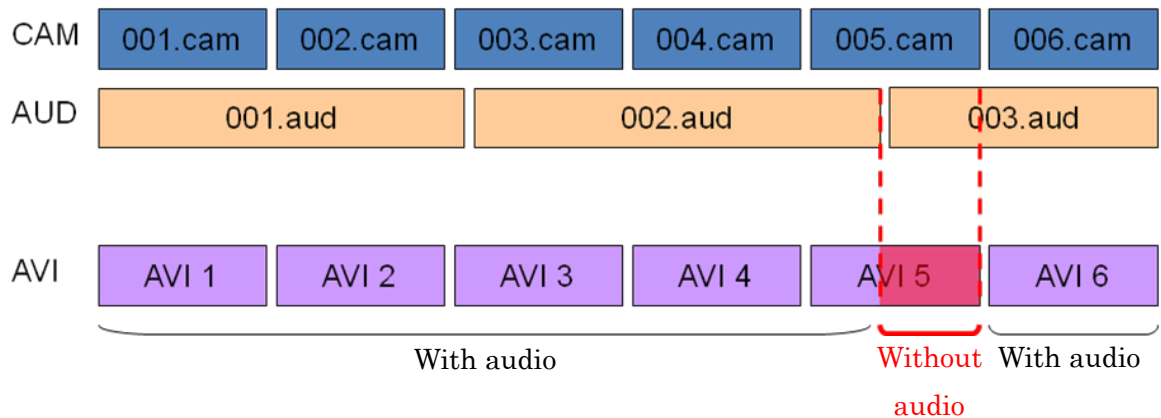 CAM 001.cam 002.cam 003.cam 004.cam 005.cam 006.cam
AUD 001.aud 002.aud 003.aud
AVI AVI 1 AVI 2 AVI 3 AVI 4 AVI 5 AVI 6
With audio Without With audio
audio